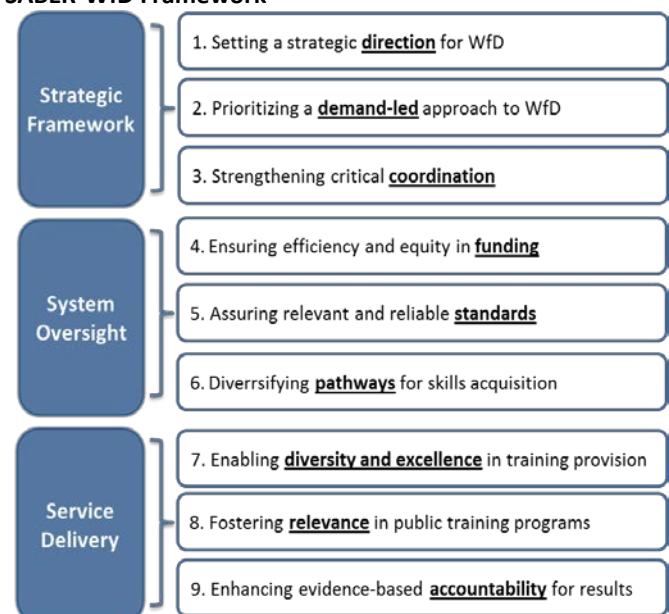 SABER-WfD Framework
Strategic
Framework
1. Setting a strategic direction for WfD
2. Prioritizing a demand-led approach to WfD
3. Strengthening critical coordination
System
Oversight
4. Ensuring efficiency and equity in funding
5. Assuring relevant and reliable standards
6. Diverrsifying pathways for skills acquisition
Service
Delivery
7. Enabling diversity and excellence in training provision
8. Fostering relevance in public training programs
9. Enhancing evidence-based accountability for results